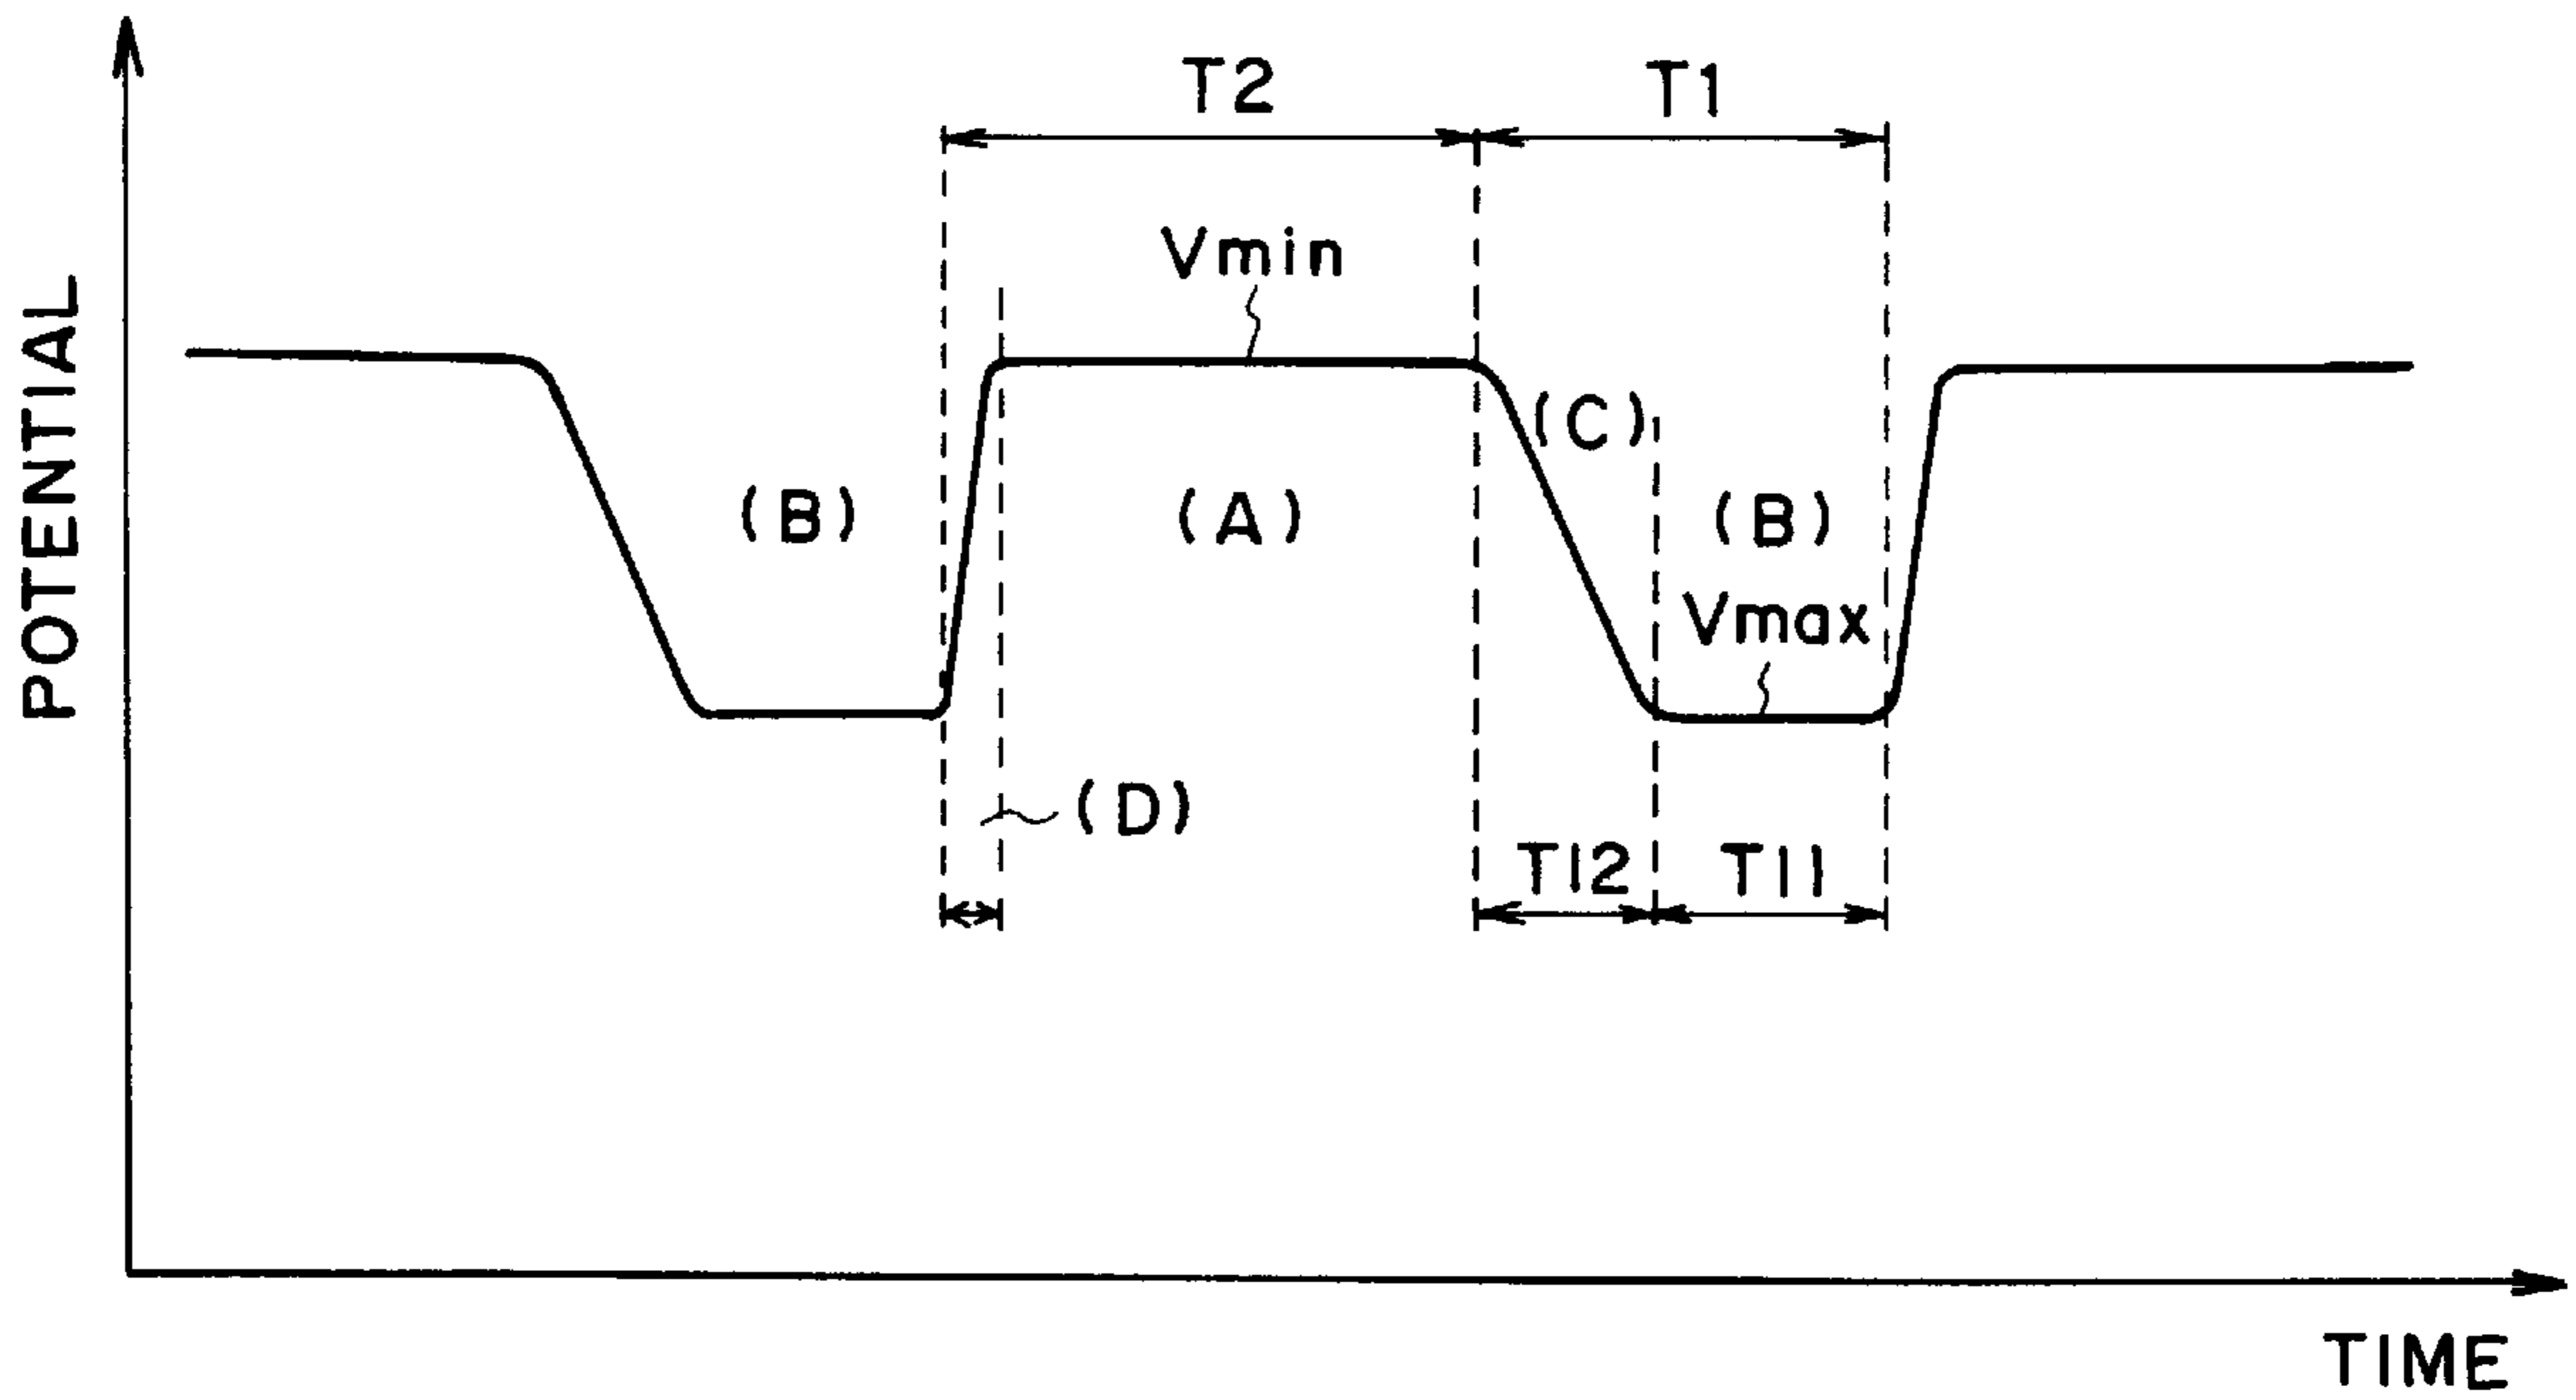 T2
T1
Vmin
(C)
(B)
(A)
(B)
Vmax
POTENTIAL
(D)
T12
T11
TIME